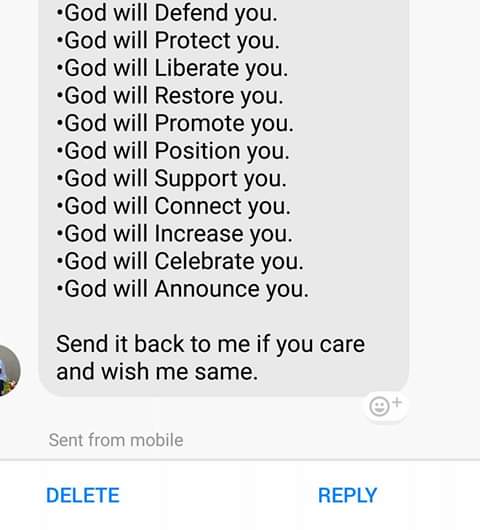 •God will Defend you.
•God will Protect you.
•God will Liberate you.
•God will Restore you.
•God will Promote you.
•God will Position you.
•God will Support you.
•God will Connect you.
•God will Increase you.
•God will Celebrate you.
•God will Announce you.
Send it back to me if you care
and wish me same.
Sent from mobile
DELETE REPLY